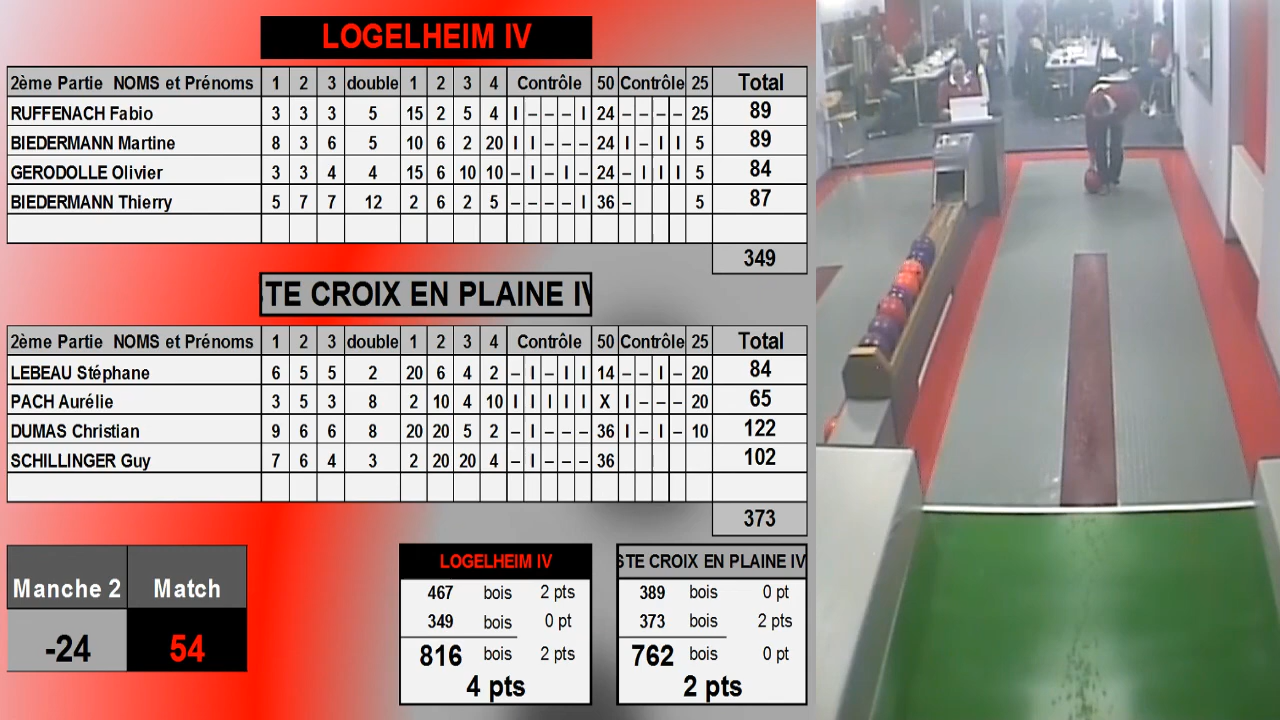 LOGELHEIM IV
2ème Partie NOMS et Prénoms 1 2 3 double 1 2 3 4 Contrôle 50 Contrôle 25 Total
RUFFENACH Fabio 3 3 3 5 15 2 5 4 I – – – I 24 – – – – 25 89
BIEDERMANN Martine 8 3 6 5 10 6 2 20 I I – – – 24 I – I I 5 89
GERODOLLE Olivier 3 3 4 4 15 6 10 10 – I – I – 24 – I I I 5 84
BIEDERMANN Thierry 5 7 7 12 2 6 2 5 – – – – I 36 – 5 87
349
STE CROIX EN PLAINE IV
2ème Partie NOMS et Prénoms 1 2 3 double 1 2 3 4 Contrôle 50 Contrôle 25 Total
LEBEAU Stéphane 6 5 5 2 20 6 4 2 – I – I I 14 – – I – 20 84
PACH Aurélie 3 5 3 8 2 10 4 10 I I I I I X I – – – 20 65
DUMAS Christian 9 6 6 8 20 20 5 2 – I – – – 36 I – I – 10 122
SCHILLINGER Guy 7 6 4 3 2 20 20 4 – I – – – 36 102
373
Manche 2 Match
-24 54
LOGELHEIM IV
467 bois 2 pts
349 bois 0 pt
816 bois 2 pts
4 pts
STE CROIX EN PLAINE IV
389 bois 0 pt
373 bois 2 pts
762 bois 0 pt
2 pts